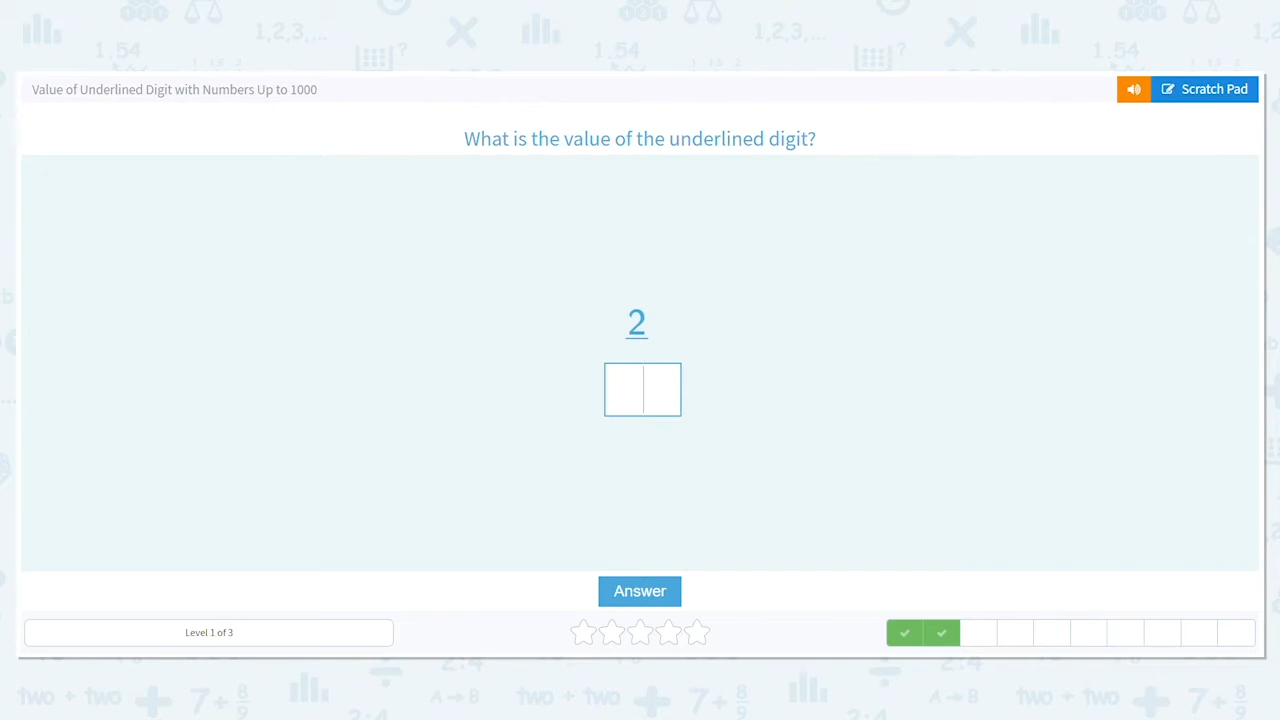 Value of Underlined Digit with Numbers Up to 1000
Scratch Pad
What is the value of the underlined digit?
2
Answer
Level 1 of 3